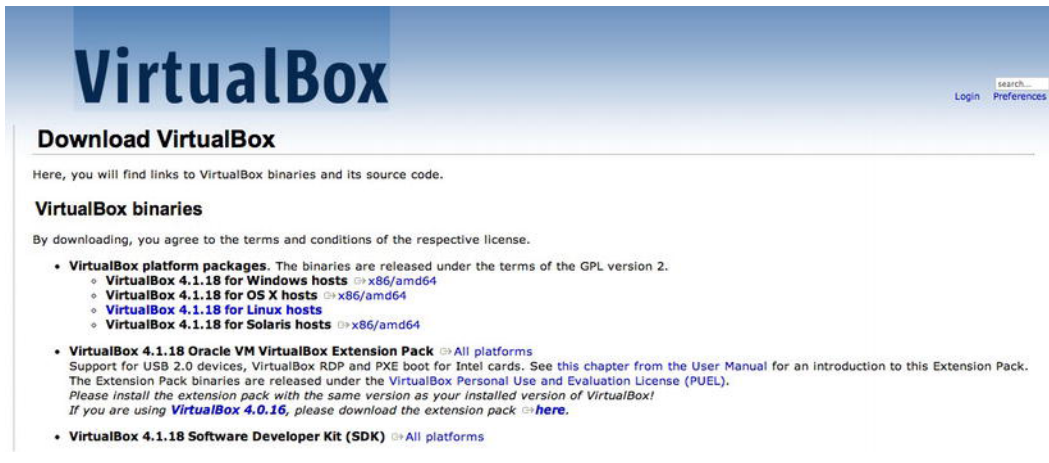 VirtualBox
search...
Login Preferences
Download VirtualBox
Here, you will find links to VirtualBox binaries and its source code.
VirtualBox binaries
By downloading, you agree to the terms and conditions of the respective license.
• VirtualBox platform packages. The binaries are released under the terms of the GPL version 2.
◦ VirtualBox 4.1.18 for Windows hosts x86/amd64
◦ VirtualBox 4.1.18 for OS X hosts x86/amd64
◦ VirtualBox 4.1.18 for Linux hosts
◦ VirtualBox 4.1.18 for Solaris hosts x86/amd64
• VirtualBox 4.1.18 Oracle VM VirtualBox Extension Pack All platforms
Support for USB 2.0 devices, VirtualBox RDP and PXE boot for Intel cards. See this chapter from the User Manual for an introduction to this Extension Pack.
The Extension Pack binaries are released under the VirtualBox Personal Use and Evaluation License (PUEL).
Please install the extension pack with the same version as your installed version of VirtualBox!
If you are using VirtualBox 4.0.16, please download the extension pack here.
• VirtualBox 4.1.18 Software Developer Kit (SDK) All platforms